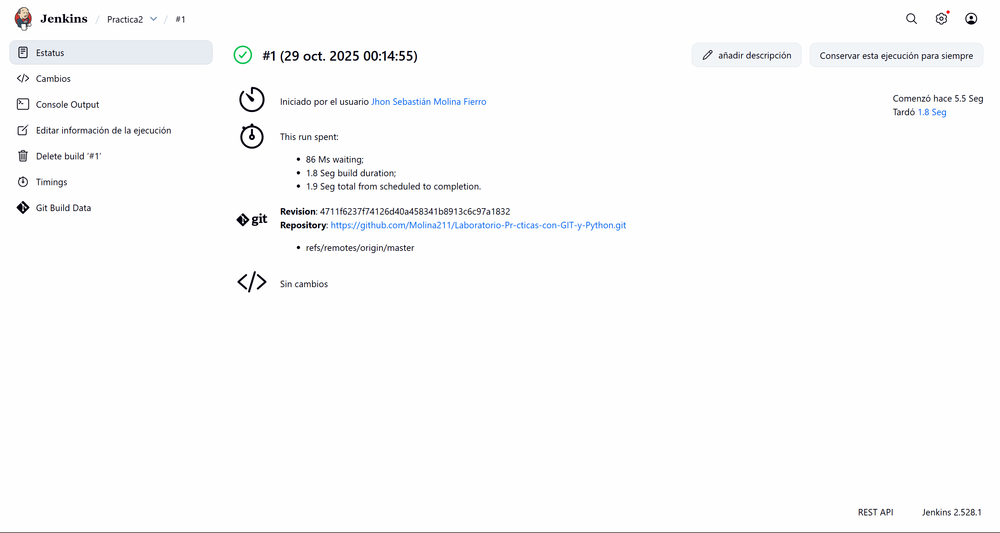 Jenkins / Practica2 / #1
Estatus
Cambios
Console Output
Editar información de la ejecución
Delete build ‘#1’
Timings
Git Build Data
#1 (29 oct. 2025 00:14:55)
añadir descripción
Conservar esta ejecución para siempre
Iniciado por el usuario Jhon Sebastián Molina Fierro
Comenzó hace 5.5 Seg
Tardó 1.8 Seg
This run spent:
86 Ms waiting;
1.8 Seg build duration;
1.9 Seg total from scheduled to completion.
git
Revision: 4711f6237f74126d40a458341b8913c6c97a1832
Repository: https://github.com/Molina211/Laboratorio-Pr-cticas-con-GIT-y-Python.git
refs/remotes/origin/master
Sin cambios
REST API
Jenkins 2.528.1